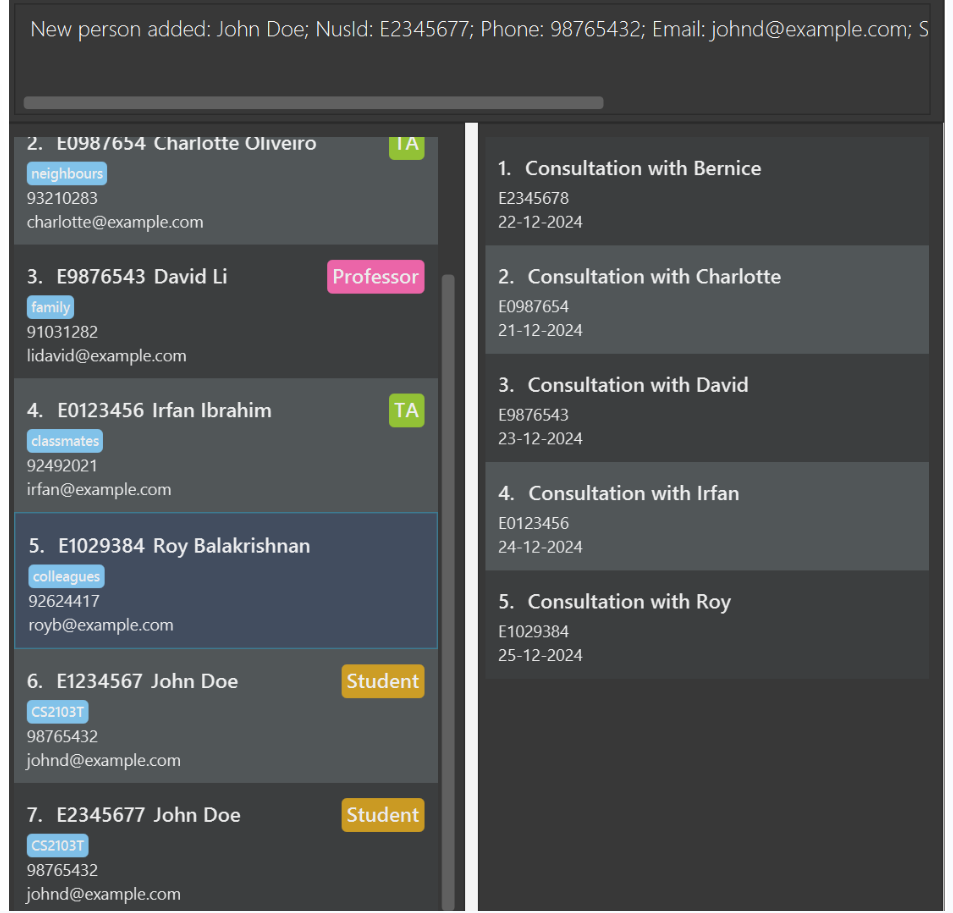 New person added: John Doe; NusId: E2345677; Phone: 98765432; Email: johnd@example.com; S
2. E0987654 Charlotte Oliveiro TA
neighbours
93210283
charlotte@example.com
3. E9876543 David Li Professor
family
91031282
lidavid@example.com
4. E0123456 Irfan Ibrahim TA
classmates
92492021
irfan@example.com
5. E1029384 Roy Balakrishnan
colleagues
92624417
royb@example.com
6. E1234567 John Doe Student
CS2103T
98765432
johnd@example.com
7. E2345677 John Doe Student
CS2103T
98765432
johnd@example.com
1. Consultation with Bernice
E2345678
22-12-2024
2. Consultation with Charlotte
E0987654
21-12-2024
3. Consultation with David
E9876543
23-12-2024
4. Consultation with Irfan
E0123456
24-12-2024
5. Consultation with Roy
E1029384
25-12-2024